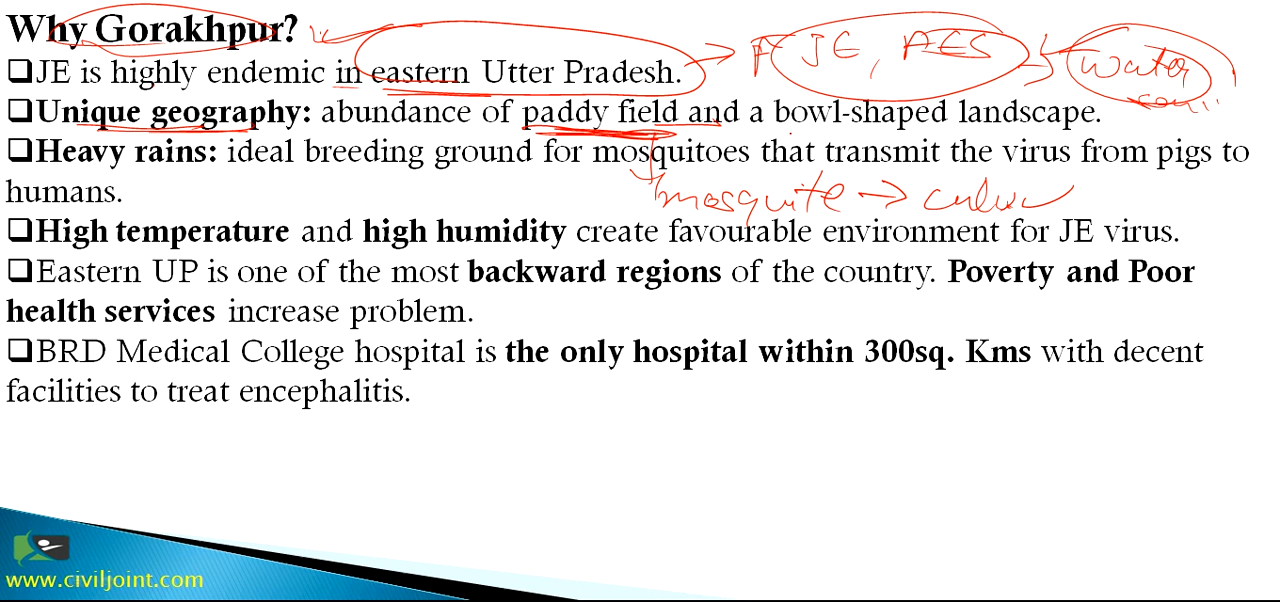 Why Gorakhpur?
❑JE is highly endemic in eastern Utter Pradesh.
JE, AES
water
❑Unique geography: abundance of paddy field and a bowl-shaped landscape.
❑Heavy rains: ideal breeding ground for mosquitoes that transmit the virus from pigs to
humans.
mosquite →
❑High temperature and high humidity create favourable environment for JE virus.
❑Eastern UP is one of the most backward regions of the country. Poverty and Poor
health services increase problem.
❑BRD Medical College hospital is the only hospital within 300sq. Kms with decent
facilities to treat encephalitis.
www.civiljoint.com